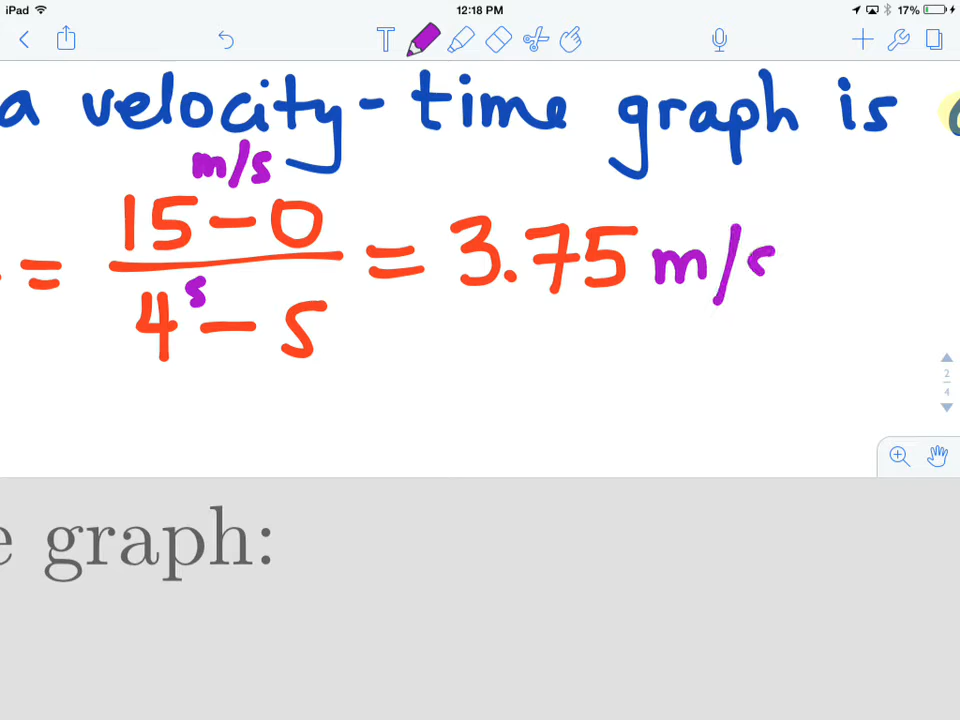 iPad 12:18 PM 17%
T
a velocity-time graph is
m/s
= 15 - 0 = 3.75 m/s
s
4 - 5
2
4
e graph: